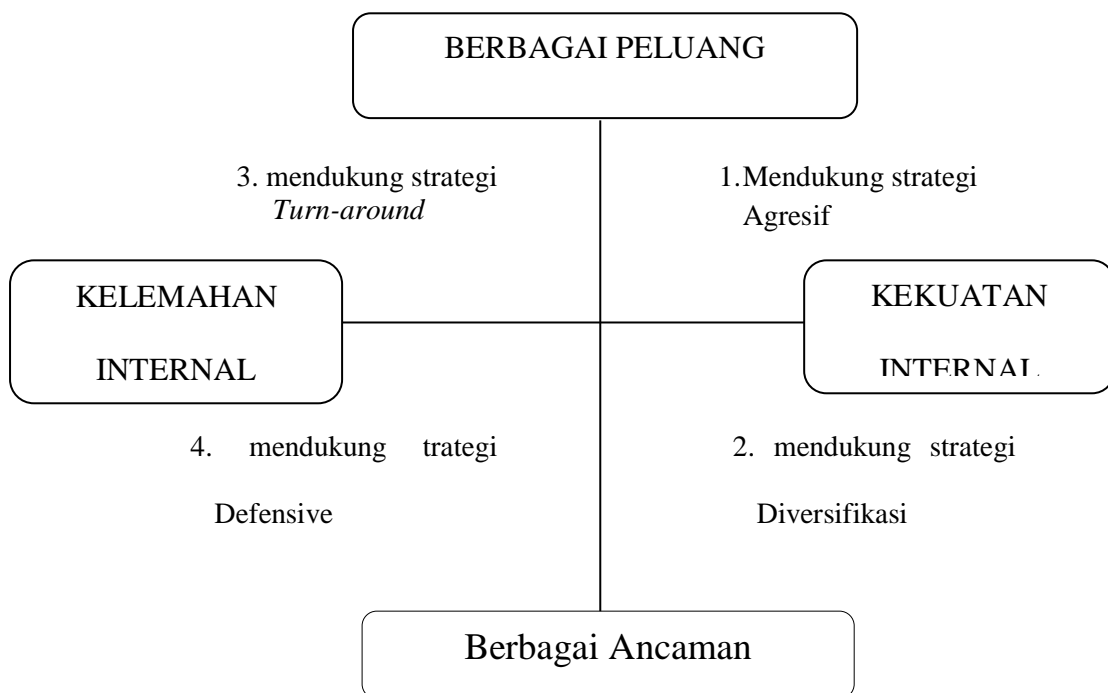 BERBAGAI PELUANG
3. mendukung strategi
Turn-around
1.Mendukung strategi
Agresif
KELEMAHAN
INTERNAL
KEKUATAN
INTERNAL
4. mendukung trategi
Defensive
2. mendukung strategi
Diversifikasi
Berbagai Ancaman